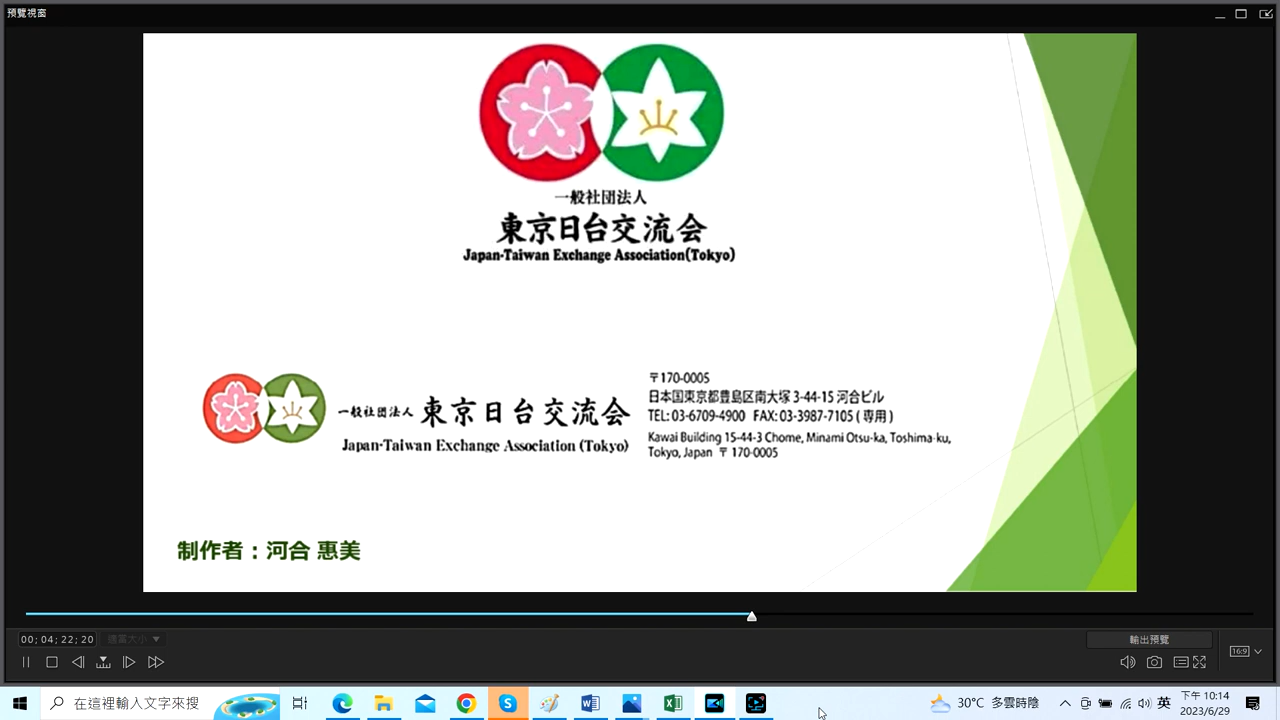 預覽視窗
一般社団法人
東京日台交流会
Japan-Taiwan Exchange Association(Tokyo)
一般社団法人 東京日台交流会
Japan-Taiwan Exchange Association (Tokyo)
〒170-0005
日本国東京都豊島区南大塚 3-44-15 河合ビル
TEL: 03-6709-4900 FAX: 03-3987-7105 ( 専用 )
Kawai Building 15-44-3 Chome, Minami Otsu-ka, Toshima-ku,
Tokyo, Japan 〒 170-0005
制作者：河合 惠美
00; 04; 22; 20
適當大小
輸出預覽
16:9
在這裡輸入文字來搜
30°C 多雲時陰
英
下午 10:14
2023/6/29